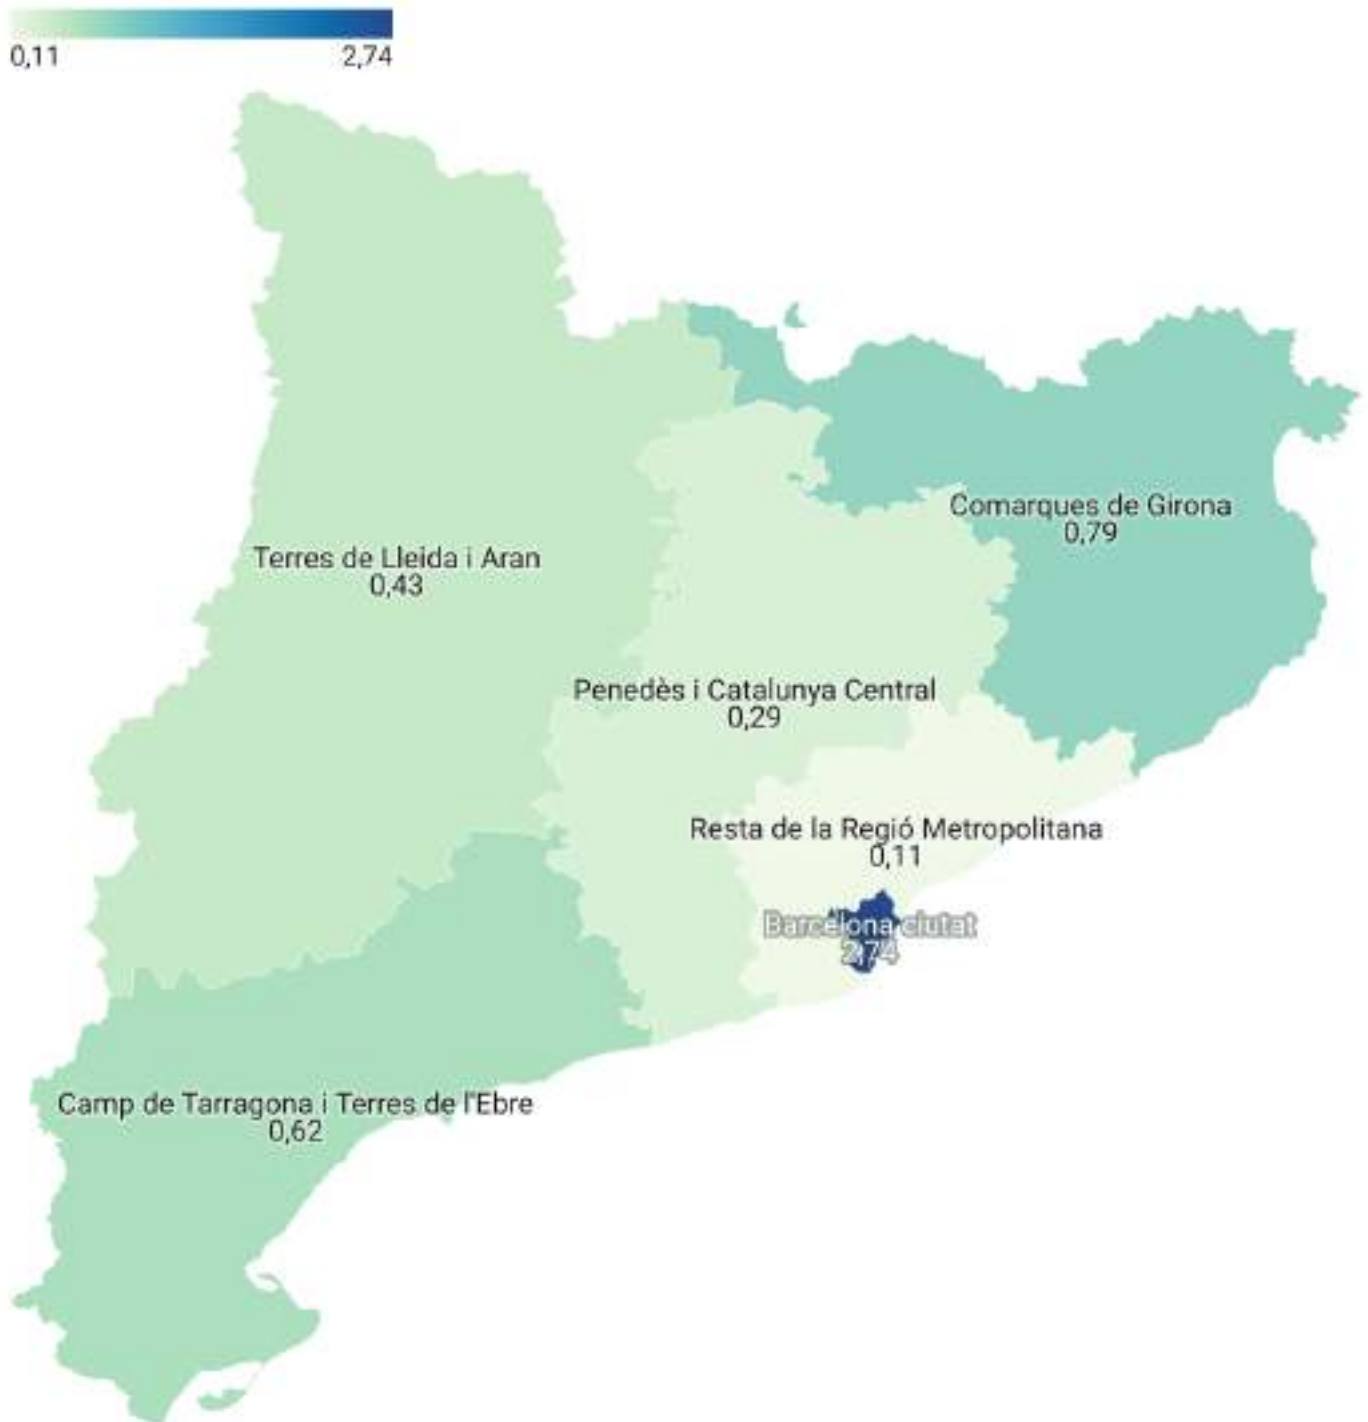 0,11
2,74
Comarques de Girona
0,79
Terres de Lleida i Aran
0,43
Penedès i Catalunya Central
0,29
Resta de la Regió Metropolitana
0,11
Barcelona ciutat
2,74
Camp de Tarragona i Terres de l'Ebre
0,62